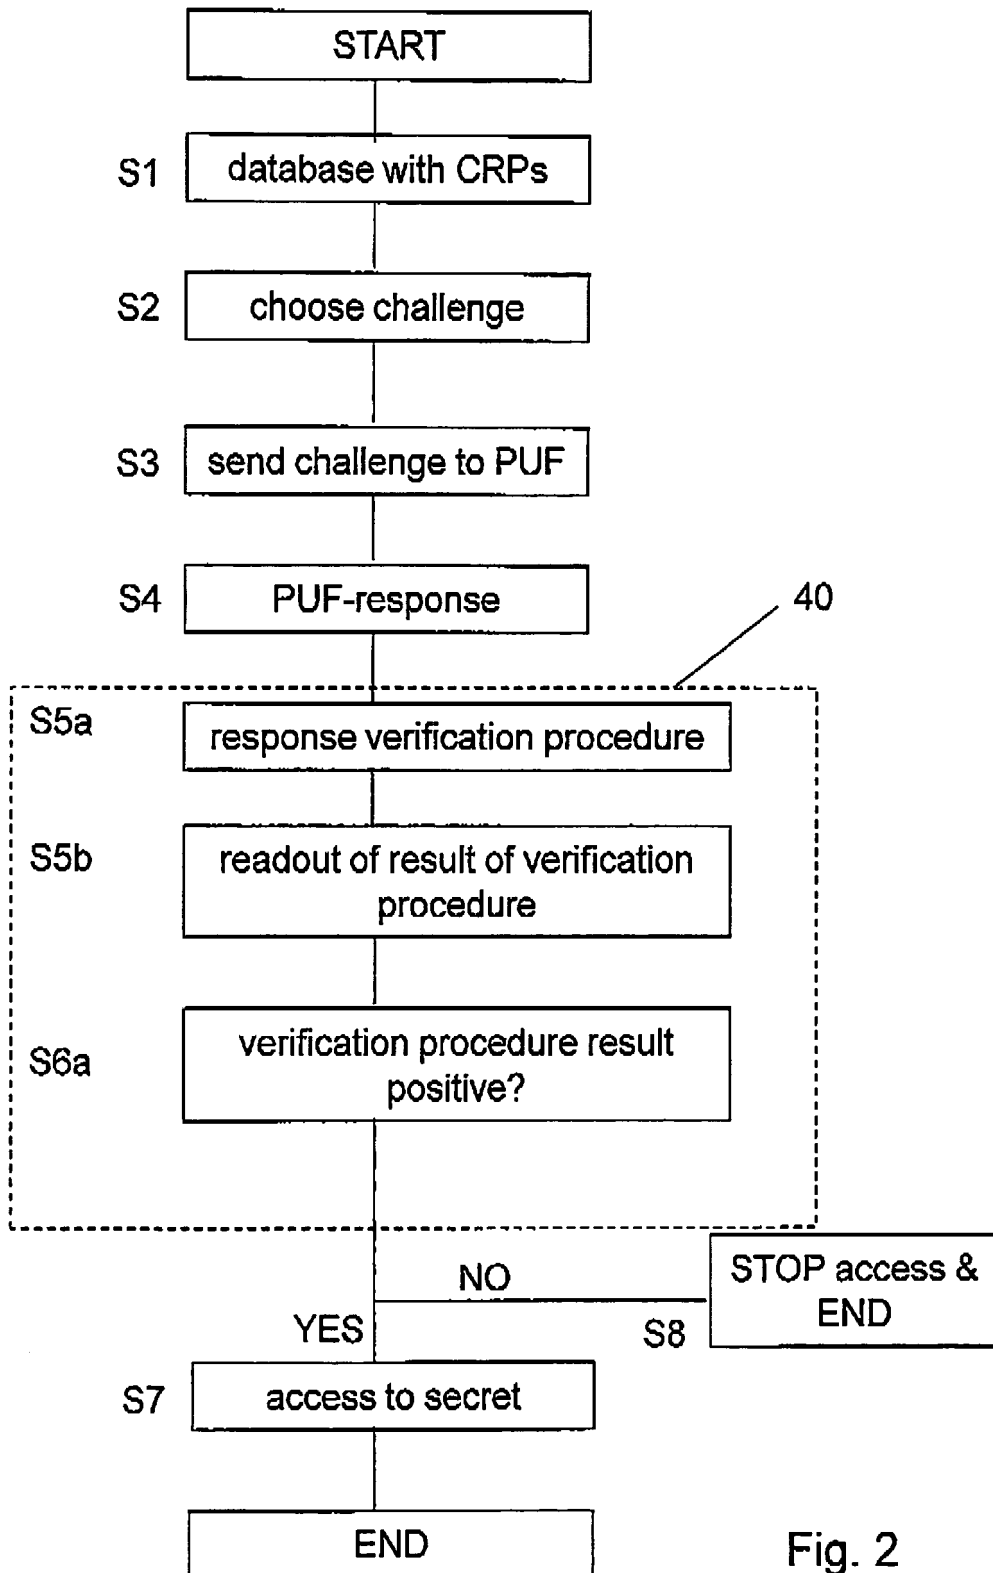 START
S1
database with CRPs
S2
choose challenge
S3
send challenge to PUF
S4
PUF-response
40
S5a
response verification procedure
S5b
readout of result of verification
procedure
S6a
verification procedure result
positive?
NO
STOP access &
END
YES
S8
S7
access to secret
END
Fig. 2